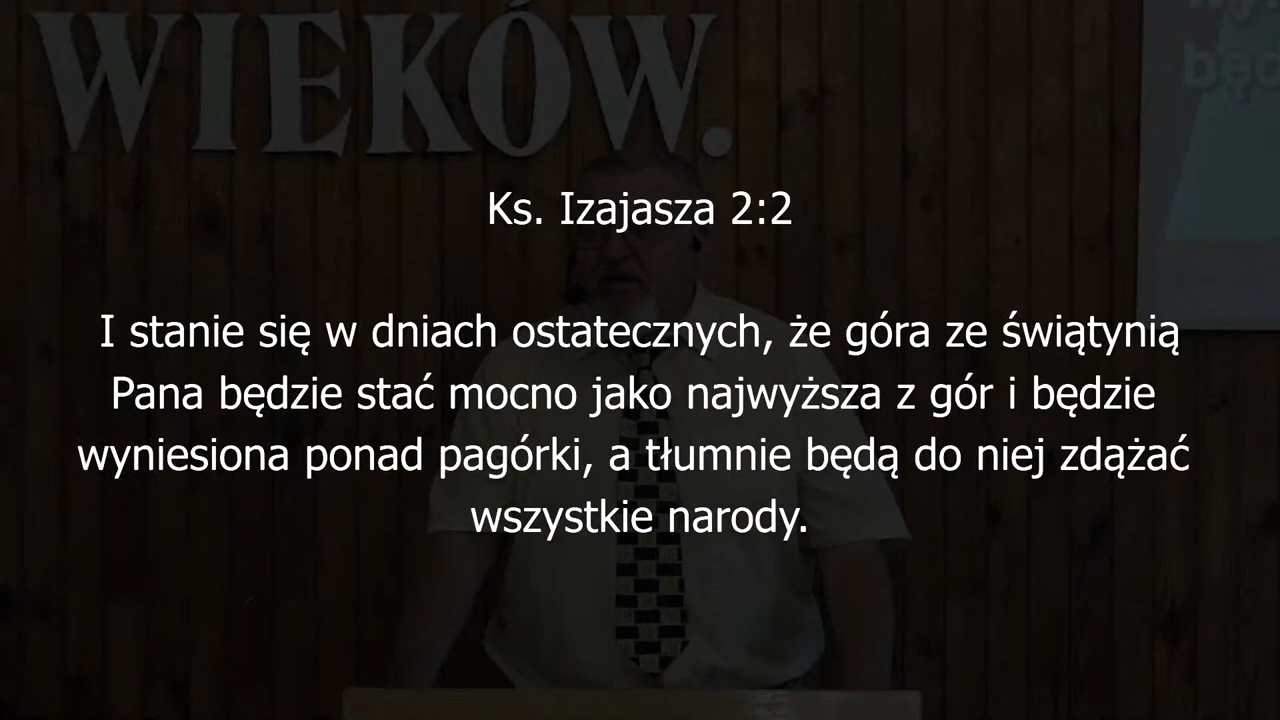 WIEKÓW.
będ
Ks. Izajasza 2:2
I stanie się w dniach ostatecznych, że góra ze świątynią
Pana będzie stać mocno jako najwyższa z gór i będzie
wyniesiona ponad pagórki, a tłumnie będą do niej zdążać
wszystkie narody.